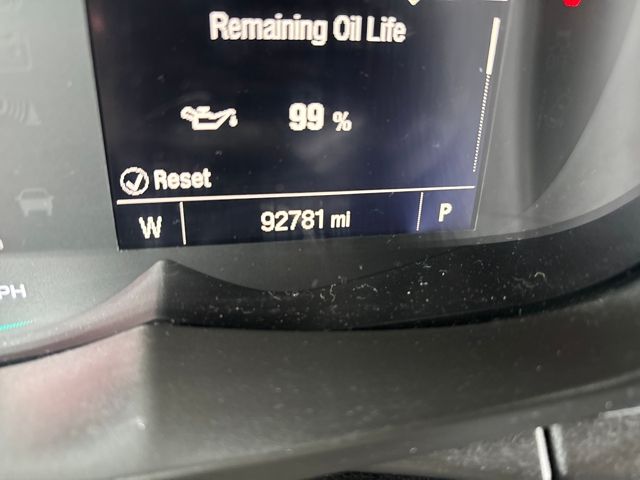 Remaining Oil Life
99 %
Reset
W 92781 mi P
PH